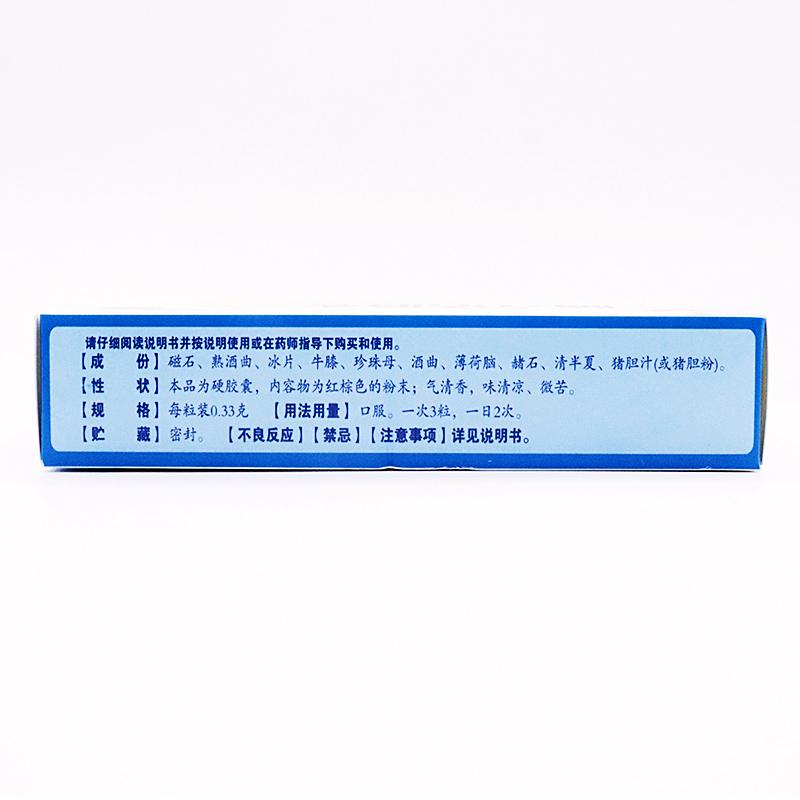 请仔细阅读说明书并按说明使用或在药师指导下购买和使用。
【成份】磁石、熟酒曲、冰片、牛膝、珍珠母、酒曲、薄荷脑、赭石、清半夏、猪胆汁(或猪胆粉)。
【性状】本品为硬胶囊，内容物为红棕色的粉末；气清香，味清凉、微苦。
【规格】每粒装0.33克 【用法用量】口服。一次3粒，一日2次。
【贮藏】密封。 【不良反应】【禁忌】【注意事项】详见说明书。